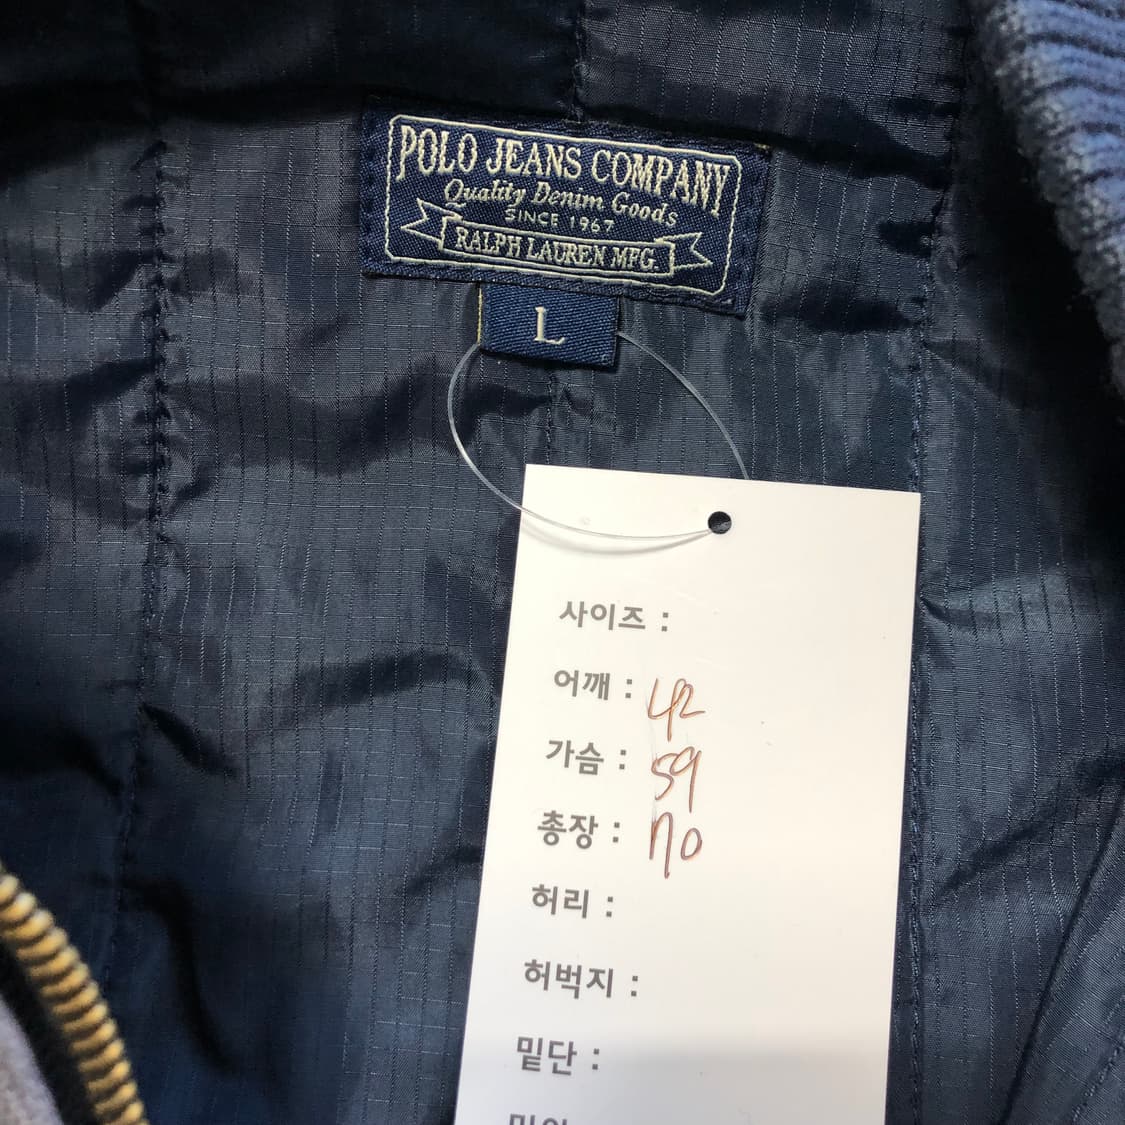 POLO JEANS COMPANY
Quality Denim Goods
SINCE 1967
RALPH LAUREN MFG.
L
사이즈 :
어깨 : 42
가슴 : 59
총장 : 70
허리 :
허벅지 :
밑단 :